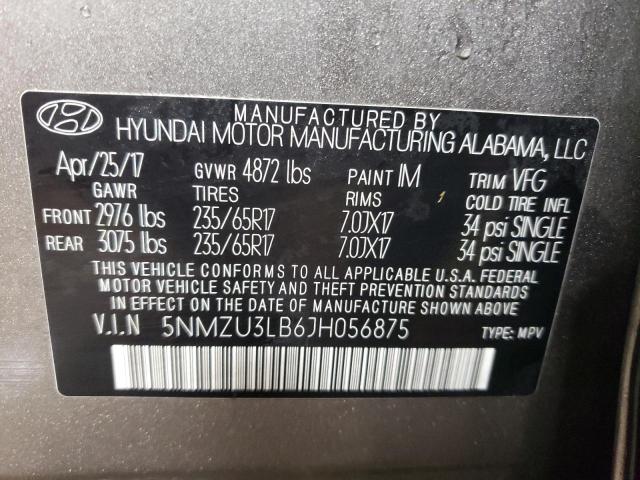 MANUFACTURED BY
HYUNDAI MOTOR MANUFACTURING ALABAMA, LLC
Apr/25/17 GVWR 4872 lbs PAINT IM TRIM VFG
GAWR TIRES RIMS COLD TIRE INFL
FRONT 2976 lbs 235/65R17 7.0JX17 34 psi SINGLE
REAR 3075 lbs 235/65R17 7.0JX17 34 psi SINGLE
THIS VEHICLE CONFORMS TO ALL APPLICABLE U.S.A. FEDERAL
MOTOR VEHICLE SAFETY AND THEFT PREVENTION STANDARDS
IN EFFECT ON THE DATE OF MANUFACTURE SHOWN ABOVE
V.I.N 5NMZU3LB6JH056875 TYPE: MPV